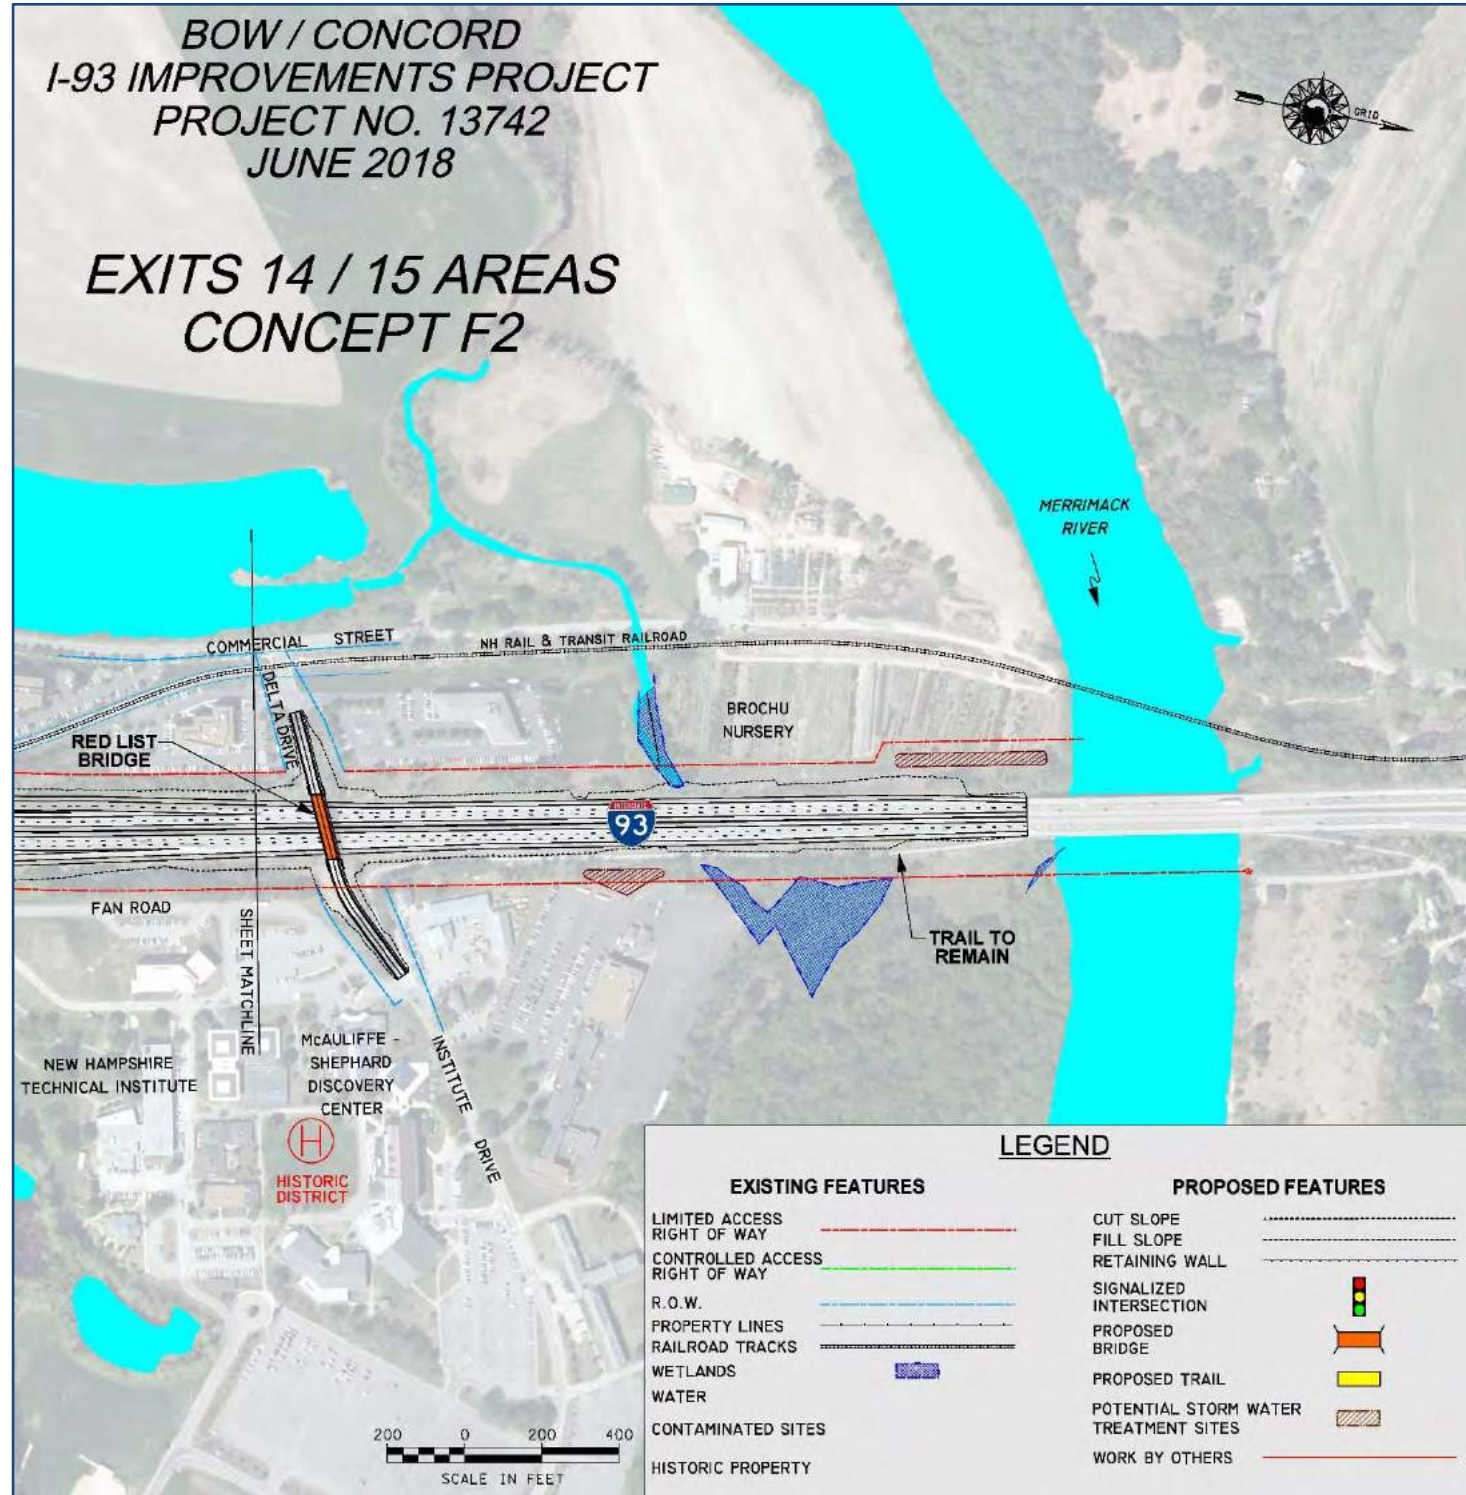 BOW / CONCORD
I-93 IMPROVEMENTS PROJECT
PROJECT NO. 13742
JUNE 2018
GRID
EXITS 14 / 15 AREAS
CONCEPT F2
MERRIMACK
RIVER
COMMERCIAL STREET
NH RAIL & TRANSIT RAILROAD
DELTA DRIVE
RED LIST
BRIDGE
BROCHU
NURSERY
INTERSTATE
93
FAN ROAD
SHEET MATCHLINE
TRAIL TO
REMAIN
NEW HAMPSHIRE
TECHNICAL INSTITUTE
McAULIFFE -
SHEPHARD
DISCOVERY
CENTER
INSTITUTE DRIVE
H
HISTORIC
DISTRICT
200 0 200 400
SCALE IN FEET
LEGEND
EXISTING FEATURES
LIMITED ACCESS
RIGHT OF WAY
CONTROLLED ACCESS
RIGHT OF WAY
R.O.W.
PROPERTY LINES
RAILROAD TRACKS
WETLANDS
WATER
CONTAMINATED SITES
HISTORIC PROPERTY
PROPOSED FEATURES
CUT SLOPE
FILL SLOPE
RETAINING WALL
SIGNALIZED
INTERSECTION
PROPOSED
BRIDGE
PROPOSED TRAIL
POTENTIAL STORM WATER
TREATMENT SITES
WORK BY OTHERS